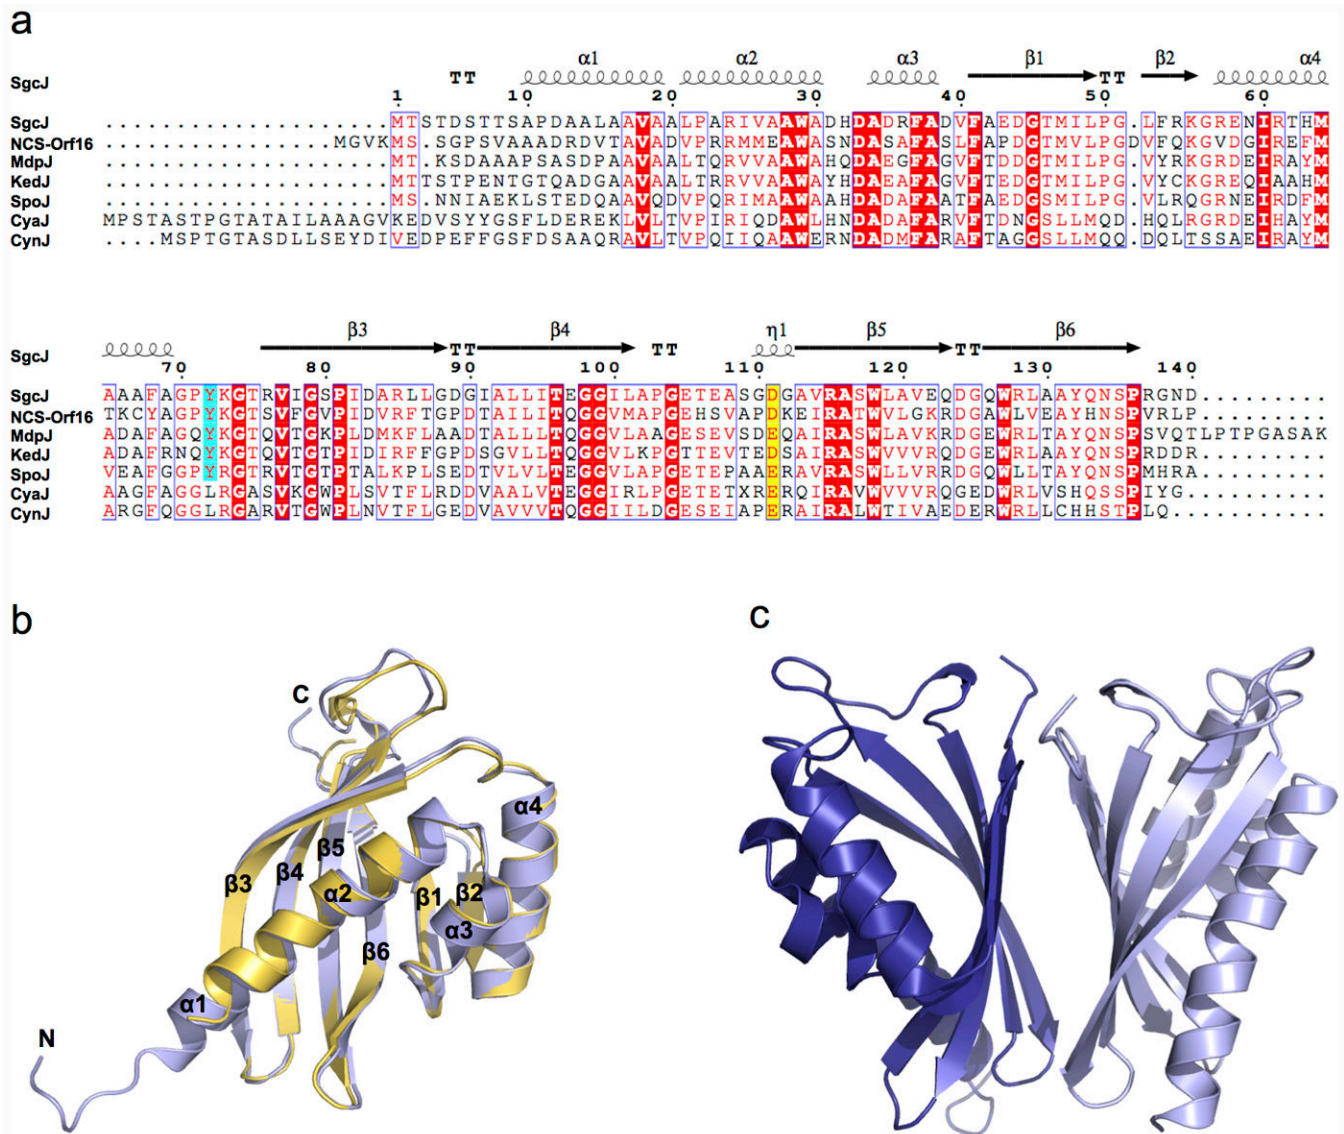 a
α1 α2 α3 β1 β2 α4
SgcJ TT TT
1 10 20 30 40 50 60
SgcJ ....................MTSTDSTTSAPDAALAAVAALPARIVAAWADHDADRFADVFAEDGTMILPG.LFRKGRENIRTHM
NCS-Orf16 ................MGVKMS.SGPSVAAADRDVTAVADVPRRMMEAWASNDASAFASLFAPDGTMVLPGDVFQKGVDGIREFM
MdpJ ....................MT.KSDAAAPSASDPAAVAALTQRVVAAWAHQDAEGFAGVFTEDGTMILPG.VYRKGRDEIRAYM
KedJ ....................MTTSTPENTGTQADGAAVAALTRRVVAAWAYHDAEAFAGVFTEDGTMILPG.VYCKGREQIAAHM
SpoJ ....................MS.NNIAEKLSTEDQAAVQDLPQRIVAAWANHDADAFATVFAEDGTMILPG.VYLRGRNEIRDFM
CyaJ MPSTASTPGTATAILAAAGVKEDVSYYGSFLDEREKLVLTVPIRIQDAWLHNDADAFARVFTDNGSLLMQD.HQLRGRDEIHAYM
CynJ ....MSPTGTASDLLSEYDIVEDPEFFGSFDSAAQRAVLTVPQIIQAAWERNDADMFARAFTAGGSLLMQQ.DQLTSSAEIRAYM
β3 β4 η1 β5 β6
SgcJ TT TT TT
70 80 90 100 110 120 130 140
SgcJ AAAFAGPYKGTRVIGSPIDARLLGDGIALLITEGGILAPGETEASGDGAVRASWLAVEQDGQWRLAAYQNSPRGND.........
NCS-Orf16 TKCYAGPYKGTSVFGVPIDVRFTGPDTAILITQGGVMAPGEHSVAPDKEIRATWVLGKRDGAWLVEAYHNSPVRLP.........
MdpJ ADAFAGQYKGTQVTGKPLDMKFLAADTALLLTQGGVLAAGESEVSDEQAIRASWLAVKRDGEWRLTAYQNSPSVQTLPTPGASAK
KedJ ADAFRNQYKGTPVTGTPIDIRFFGPDSGVLLTEGGVLKPGTTEVTEDSAIRASWVVVRRDGQWRLAAYQNSPRDDR.........
SpoJ VEAFGGPYRGTRVTGTPTALKPLSEDTVLVLTEGGVLAPGETEPAAERAVRASWLLVRRDGQWLLTAYQNSPMHRA.........
CyaJ AAGFAGGLRGASVKGWPLSVTFLRDDVAALVTEGGIRLPGETETXRERQIRAVWVVVRQGEDWRLVSHQSSPIYG..........
CynJ ARGFQGGLRGARVTGWPLNVTFLGEDVAVVVTQGGIILDGESEIAPERAIRALWTIVAEDERWRLLCHHSTPLQ...........
b
c
C
α4
β5
β4
β3
α2
β1
β2
α3
β6
α1
N